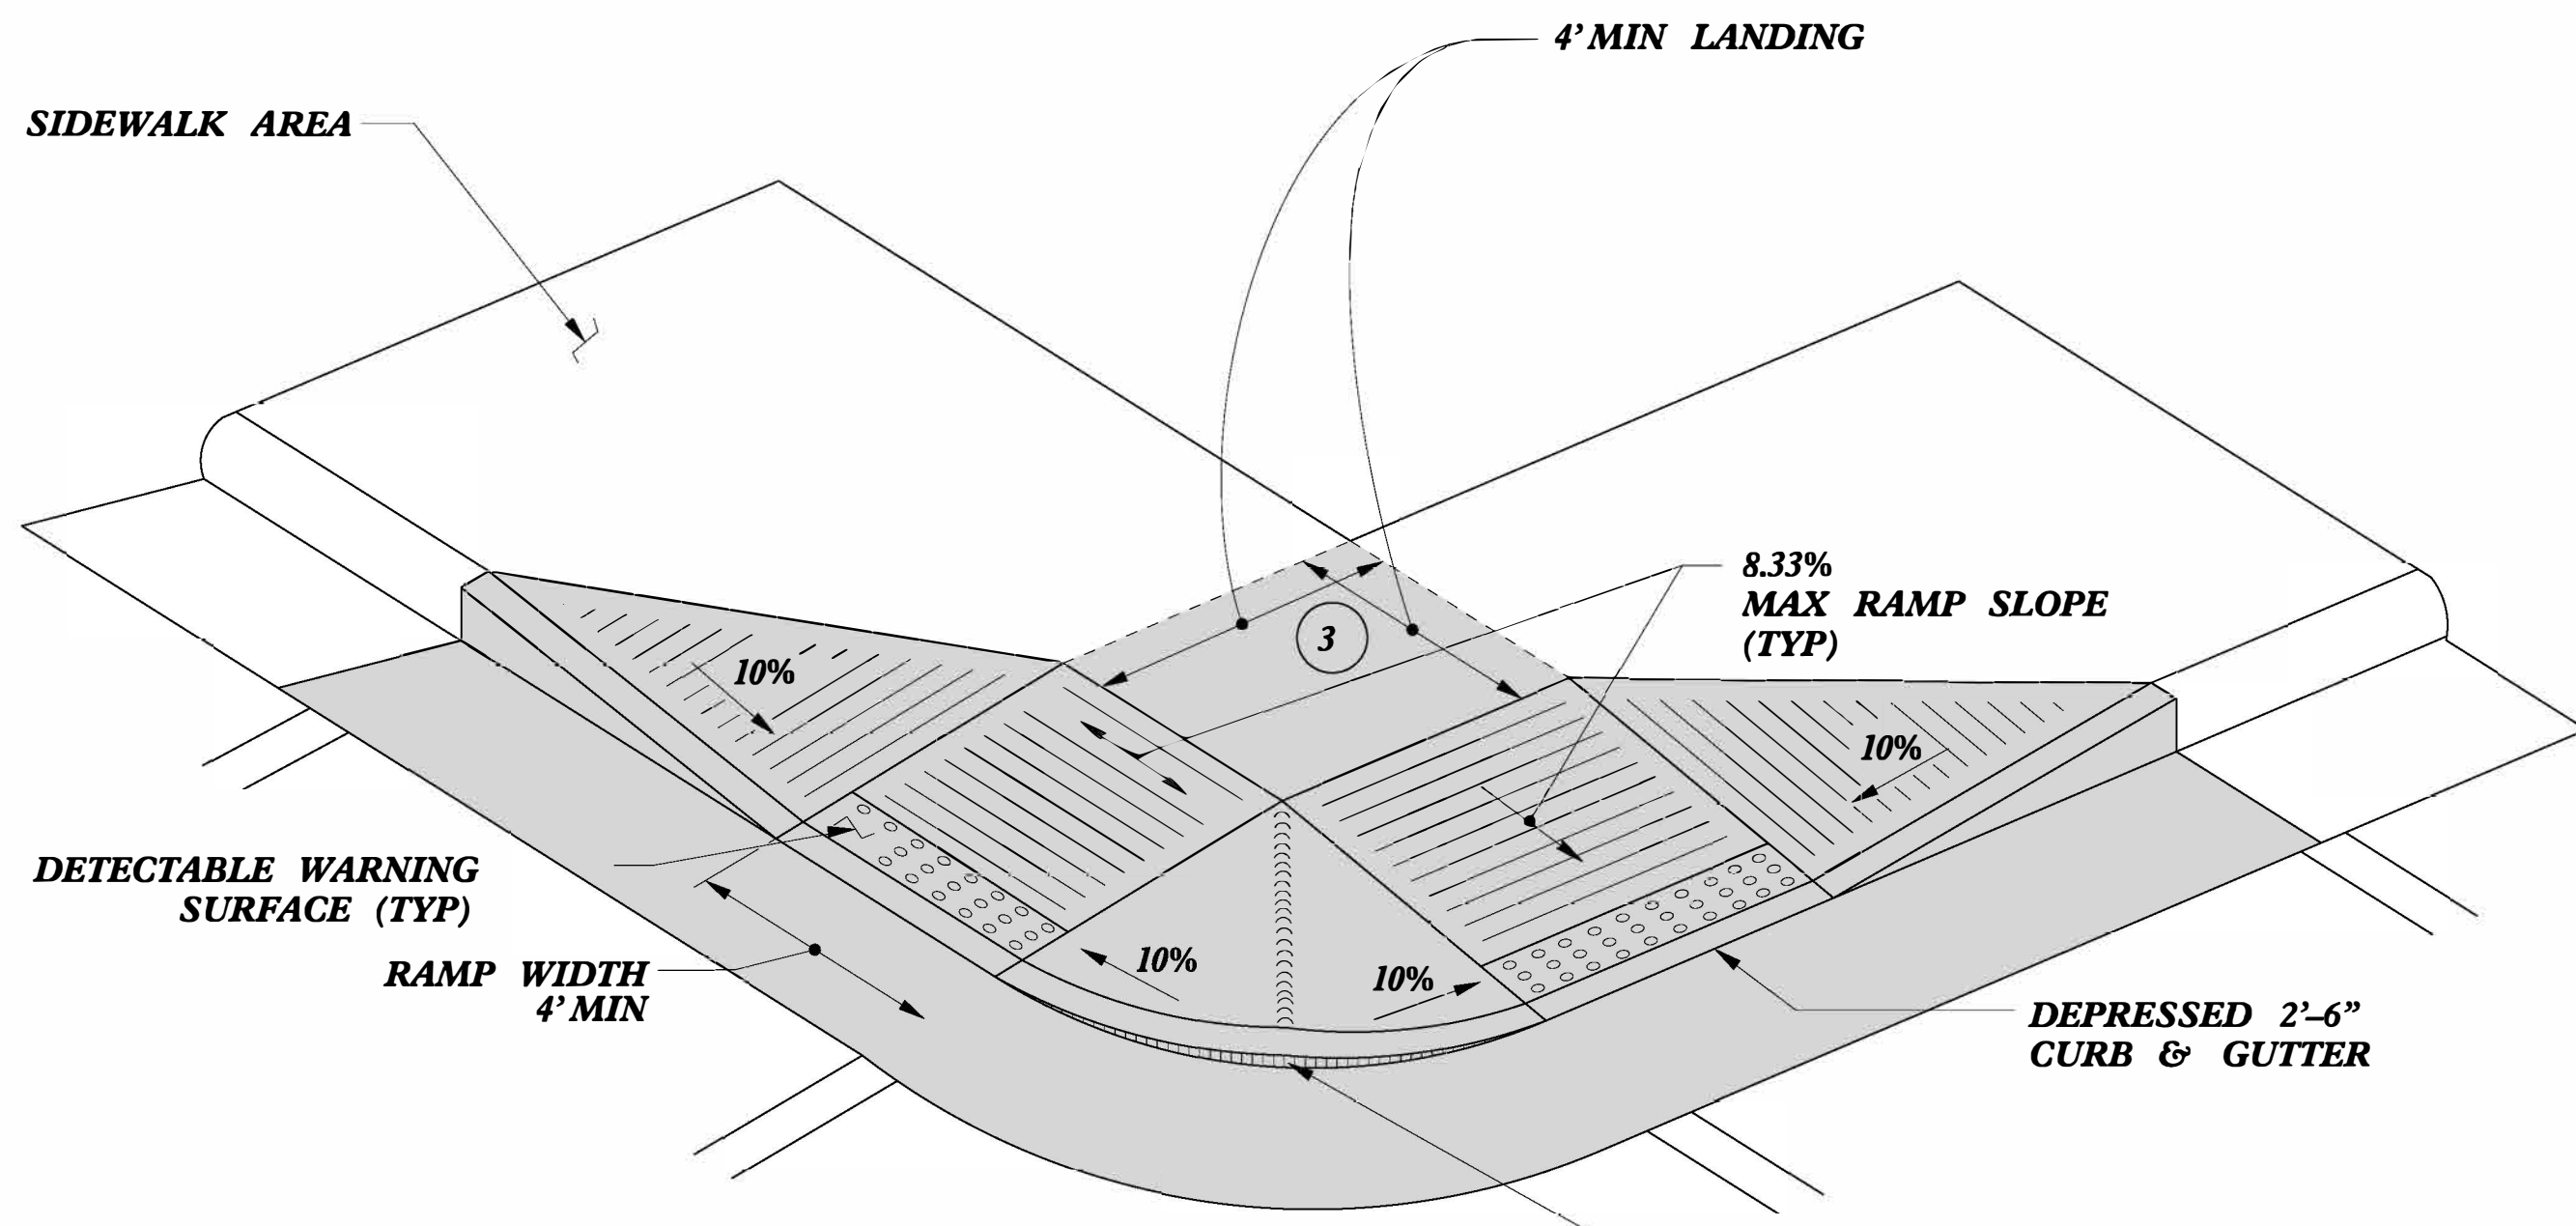 4' MIN LANDING
SIDEWALK AREA
8.33%
MAX RAMP SLOPE
(TYP)
3
10%
10%
DETECTABLE WARNING
SURFACE (TYP)
RAMP WIDTH
4' MIN
10%
10%
DEPRESSED 2'–6"
CURB & GUTTER